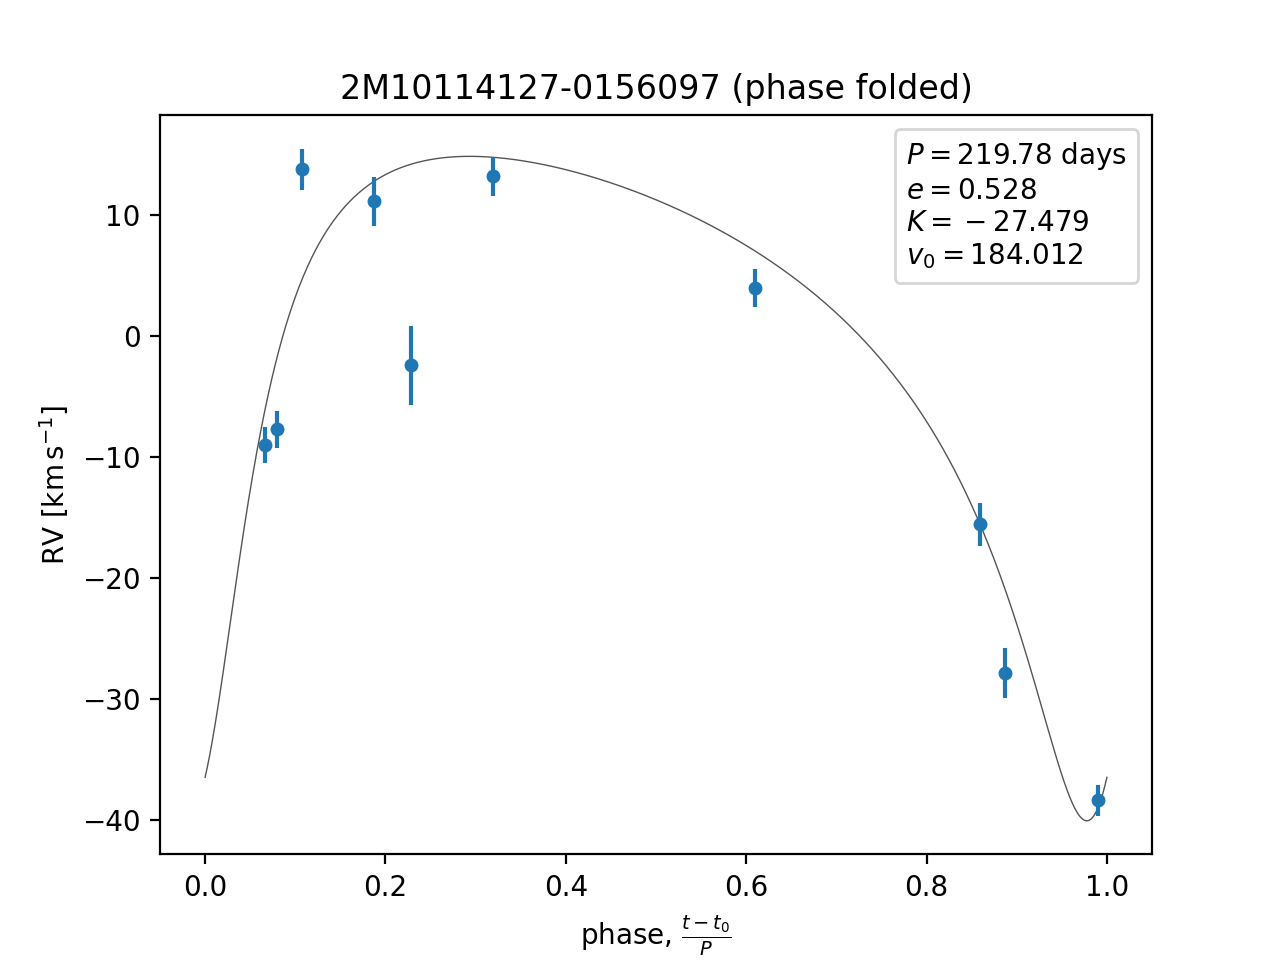 2M10114127-0156097 (phase folded)
P = 219.78 days
e = 0.528
K = −27.479
v₀ = 184.012
10
0
−10
−20
−30
−40
RV [km s⁻¹]
0.0 0.2 0.4 0.6 0.8 1.0
phase, (t − t₀)/P